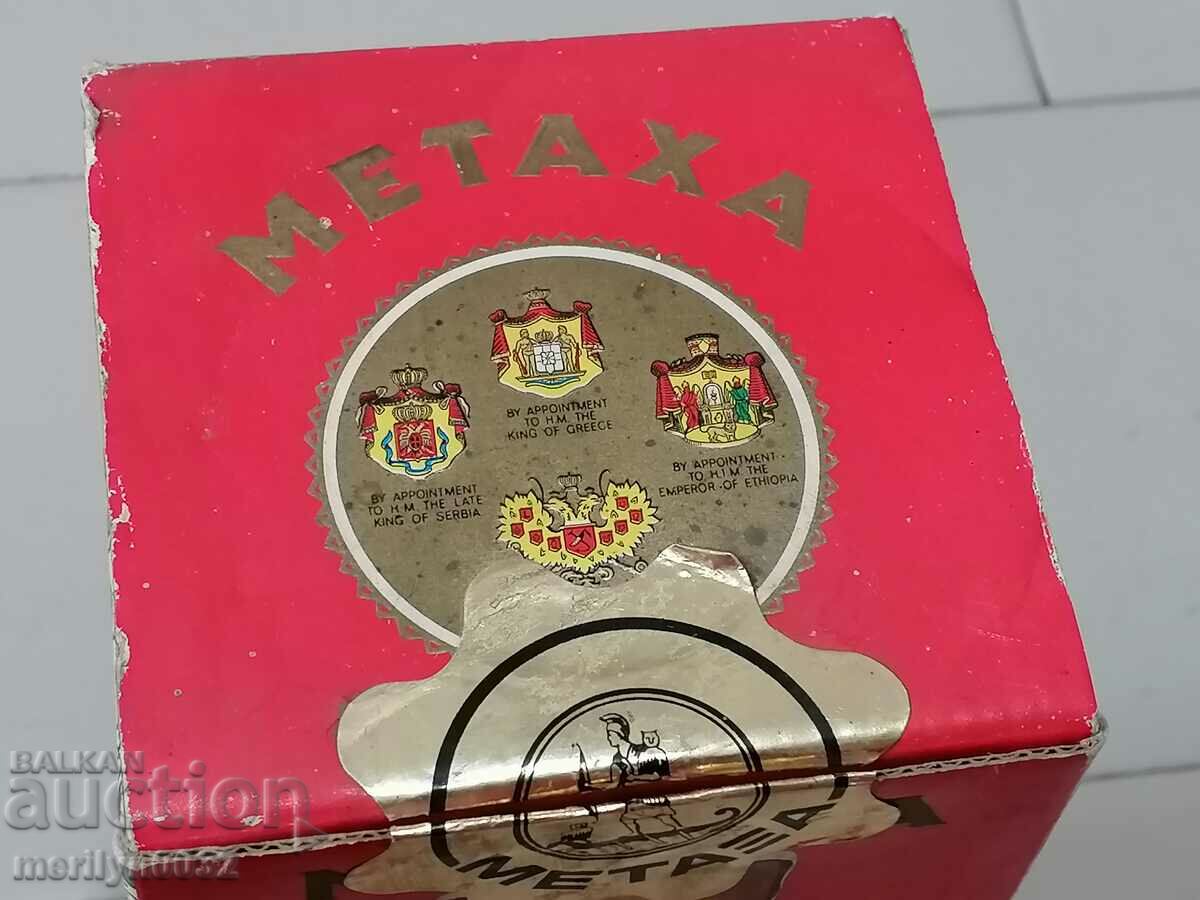 METAXA
BY APPOINTMENT
TO H.M. THE
KING OF GREECE
BY APPOINTMENT
TO H.M. THE LATE
KING OF SERBIA
BY APPOINTMENT
TO H.I.M. THE
EMPEROR OF ETHIOPIA
METAXA
BALKAN
auction
merilyn0032